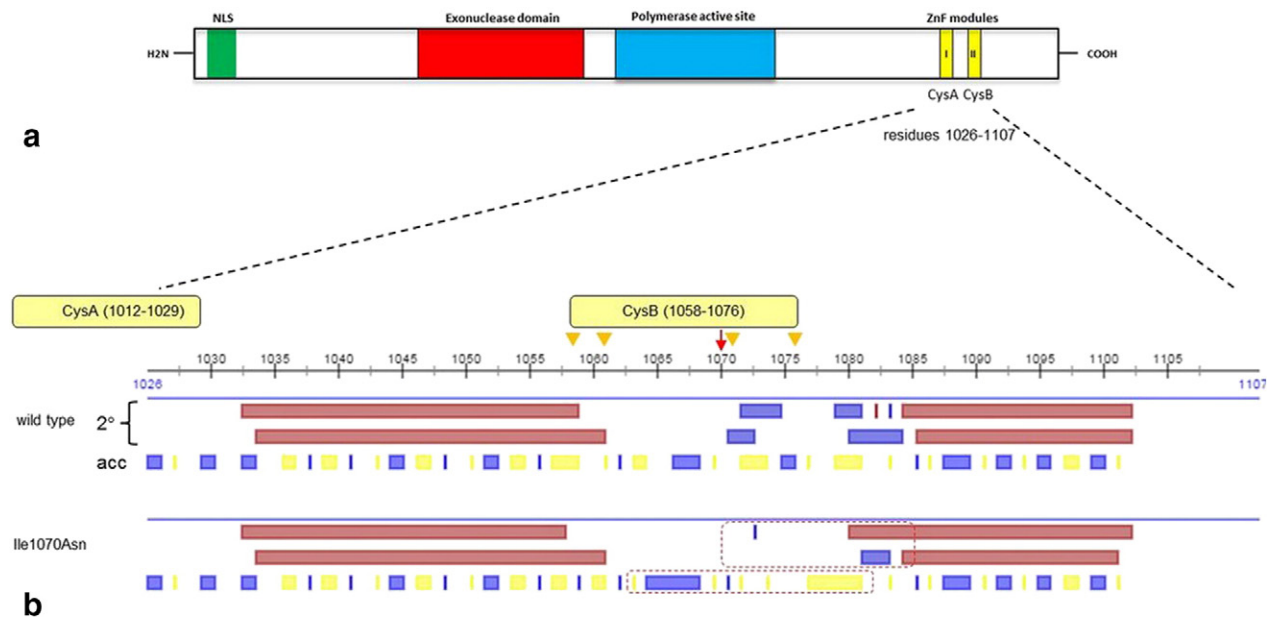 NLS Exonuclease domain Polymerase active site ZnF modules
H2N I II COOH
CysA CysB
a
residues 1026-1107
CysA (1012-1029) CysB (1058-1076)
1030 1035 1040 1045 1050 1055 1060 1065 1070 1075 1080 1085 1090 1095 1100 1105
1026 1107
wild type 2°
acc
Ile1070Asn
b